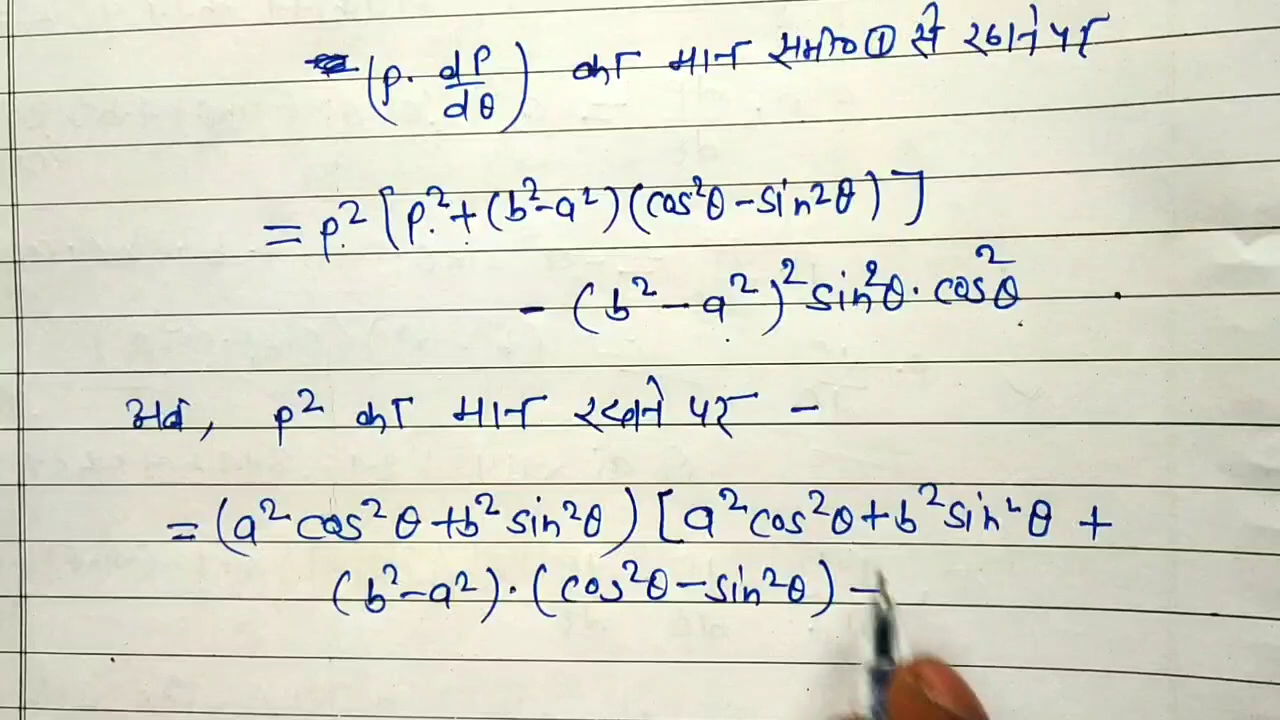 (p. dp/dθ) का मान समी० ① से रखने पर
= p² [p² + (b²-a²)(cos²θ - sin²θ)]
- (b² - a²)² sin²θ. cos²θ
अब, p² का मान रखने पर -
= (a² cos²θ + b² sin²θ) [a² cos²θ + b² sin²θ +
(b²-a²). (cos²θ - sin²θ) -